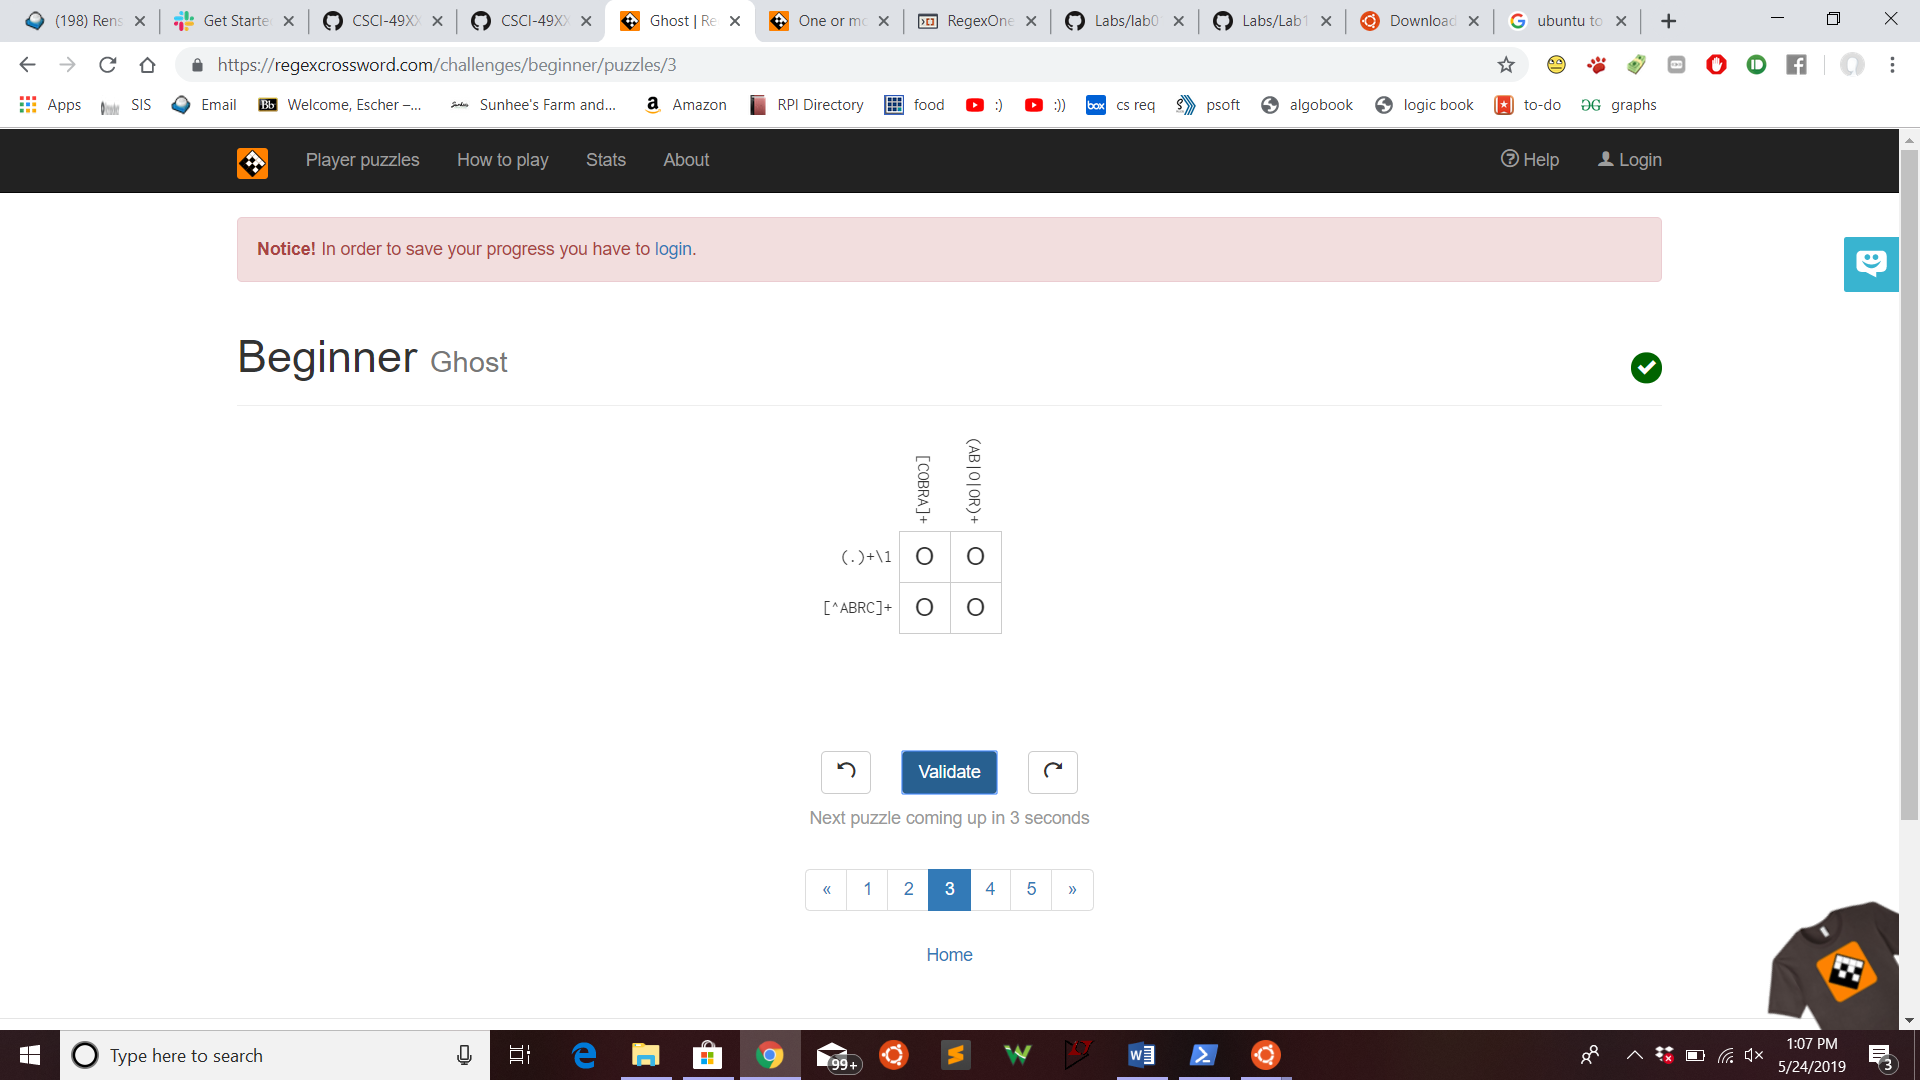 (198) Rens
Get Starte
CSCI-49XX
CSCI-49XX
Ghost | Re
One or mo
RegexOne
Labs/lab0
Labs/Lab1
Download
ubuntu to
https://regexcrossword.com/challenges/beginner/puzzles/3
Apps SIS Email Bb Welcome, Escher –... Sunhee's Farm and... Amazon RPI Directory food :) :)) box cs req psoft algobook logic book to-do graphs
Player puzzles How to play Stats About Help Login
Notice! In order to save your progress you have to login.
Beginner Ghost
[COBRA]+
(AB|O|OR)+
(.)+\1 O O
[^ABRC]+ O O
Validate
Next puzzle coming up in 3 seconds
« 1 2 3 4 5 »
Home
Type here to search
99+
1:07 PM
5/24/2019
3